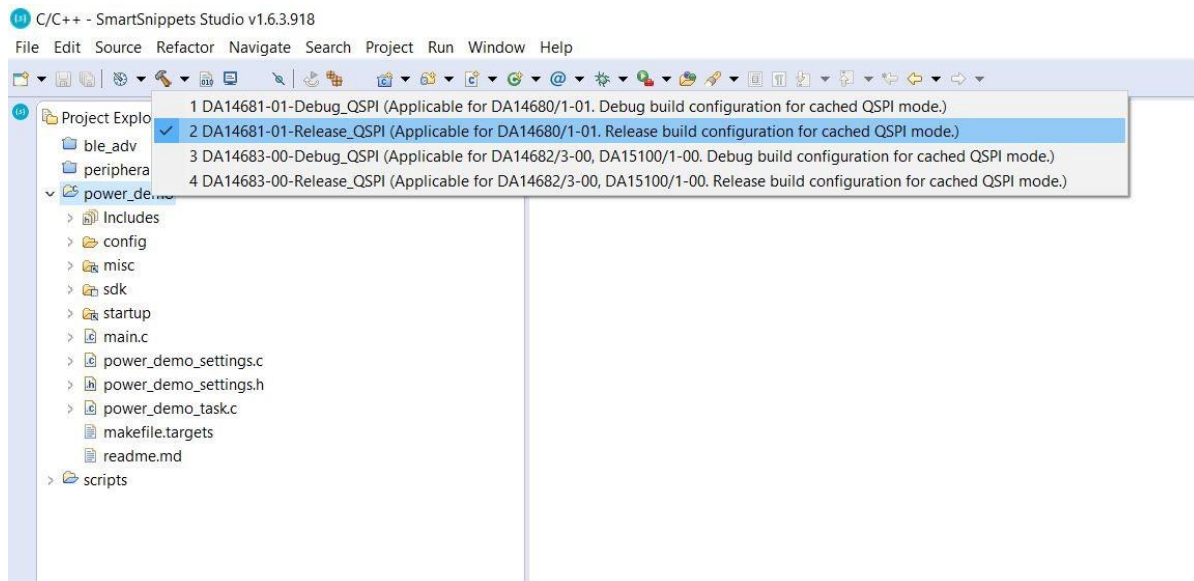 C/C++ - SmartSnippets Studio v1.6.3.918
File Edit Source Refactor Navigate Search Project Run Window Help
1 DA14681-01-Debug_QSPI (Applicable for DA14680/1-01. Debug build configuration for cached QSPI mode.)
Project Explo
2 DA14681-01-Release_QSPI (Applicable for DA14680/1-01. Release build configuration for cached QSPI mode.)
ble_adv
3 DA14683-00-Debug_QSPI (Applicable for DA14682/3-00, DA15100/1-00. Debug build configuration for cached QSPI mode.)
periphera
4 DA14683-00-Release_QSPI (Applicable for DA14682/3-00, DA15100/1-00. Release build configuration for cached QSPI mode.)
power_demo
Includes
config
misc
sdk
startup
main.c
power_demo_settings.c
power_demo_settings.h
power_demo_task.c
makefile.targets
readme.md
scripts